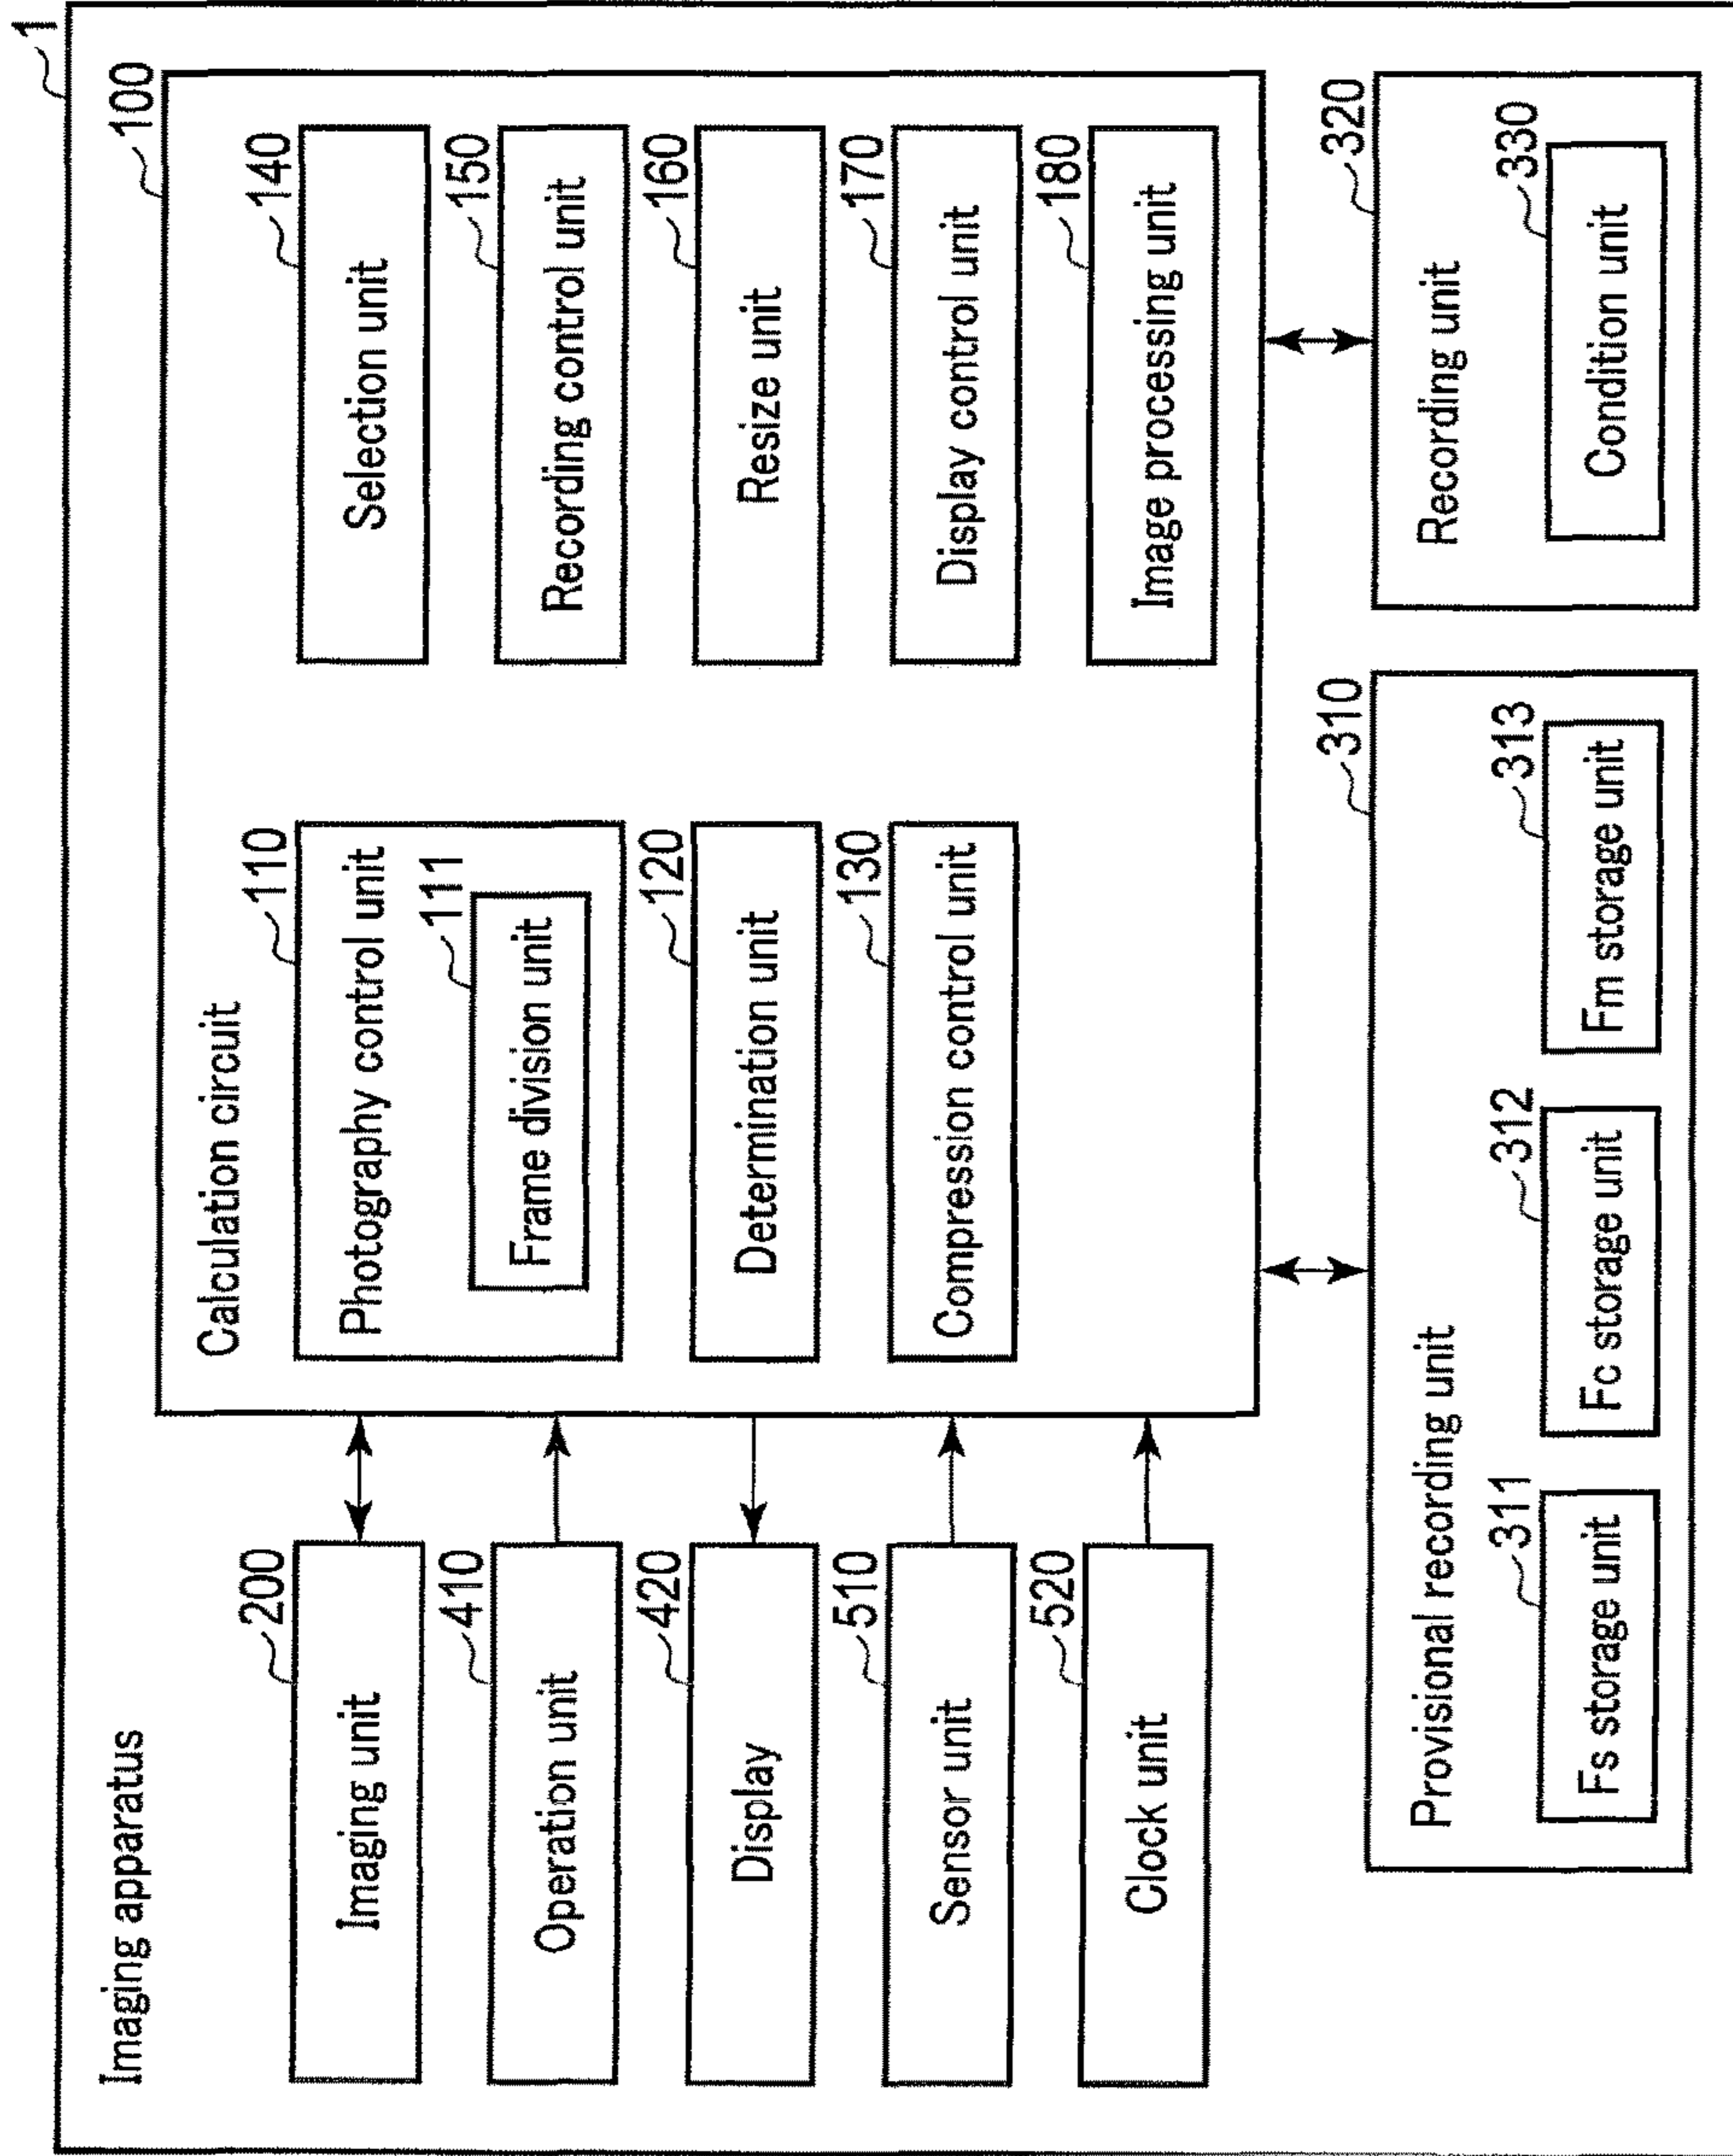 1
Imaging apparatus
100
Calculation circuit
200
Imaging unit
410
Operation unit
420
Display
510
Sensor unit
520
Clock unit
110
Photography control unit
111
Frame division unit
120
Determination unit
130
Compression control unit
140
Selection unit
150
Recording control unit
160
Resize unit
170
Display control unit
180
Image processing unit
310
Provisional recording unit
311
Fs storage unit
312
Fc storage unit
313
Fm storage unit
320
Recording unit
330
Condition unit